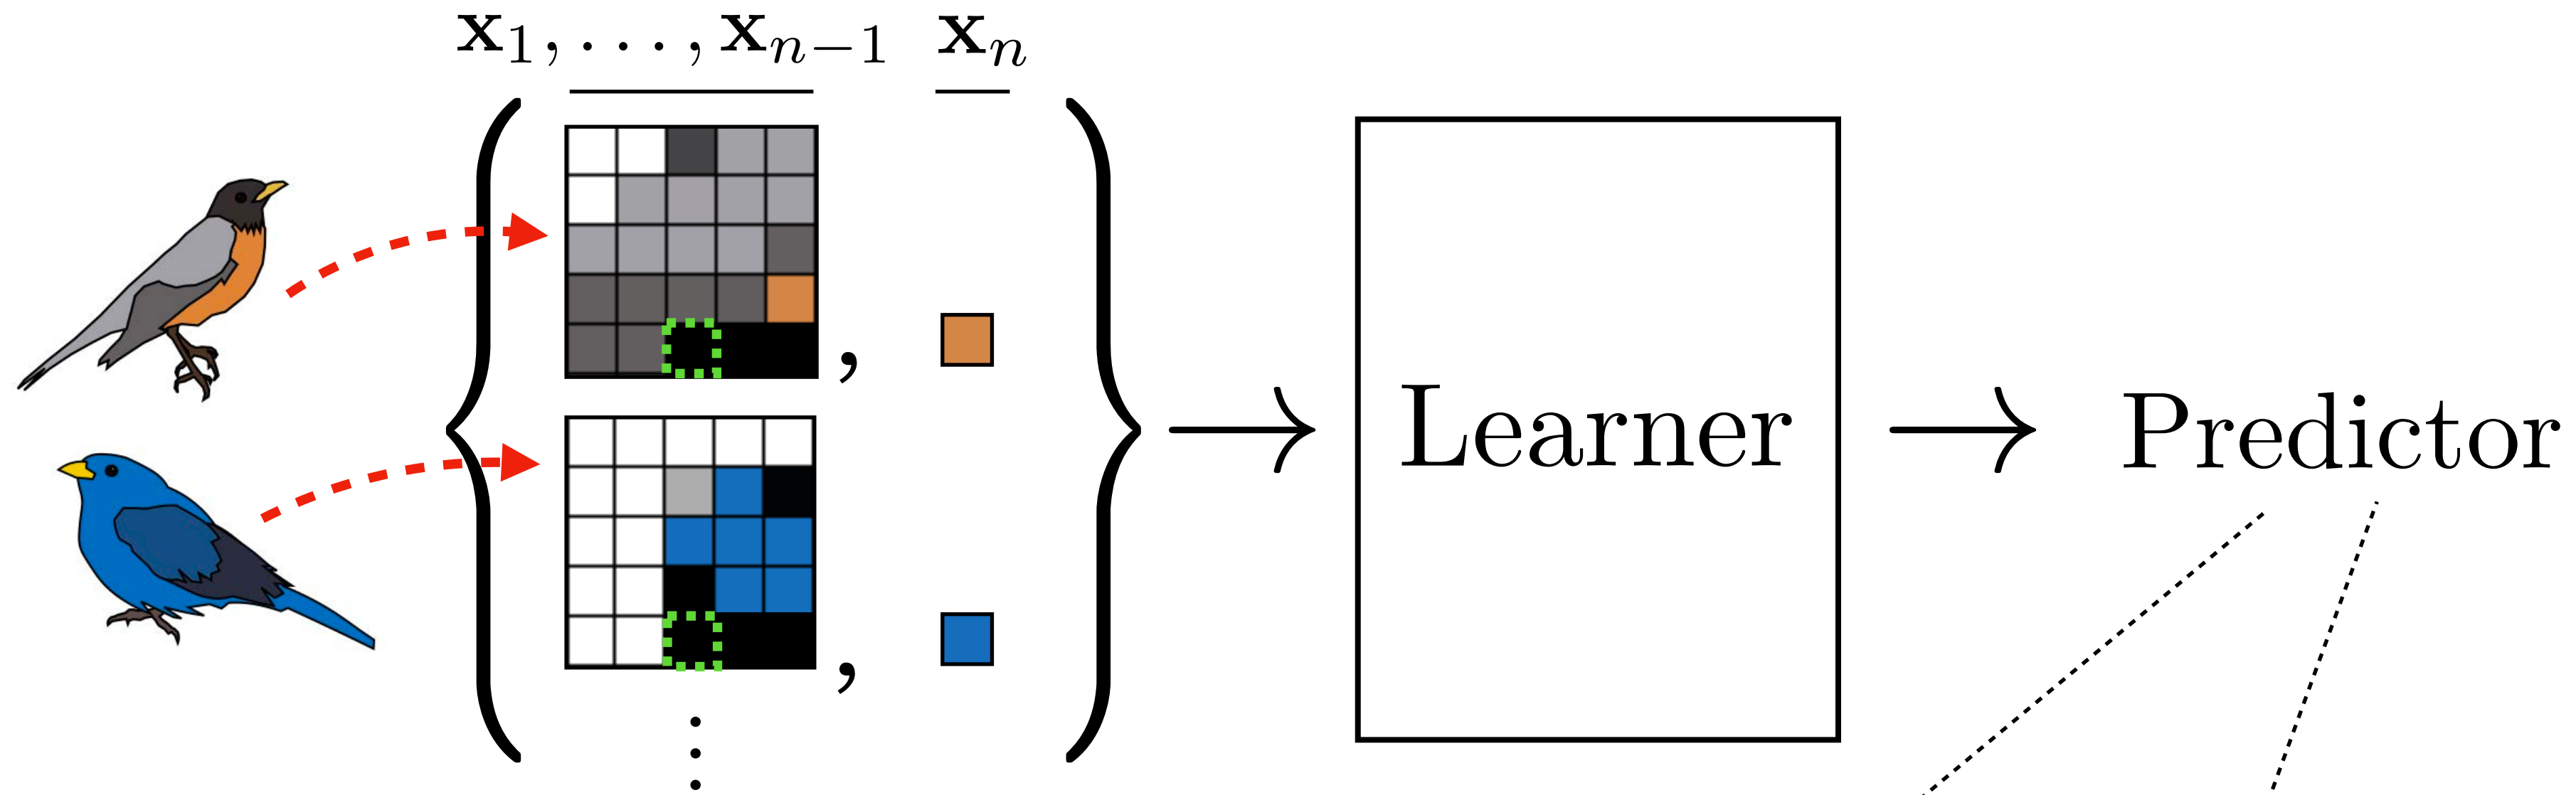 𝐱₁, . . . , 𝐱ₙ₋₁ 𝐱ₙ
Learner
Predictor